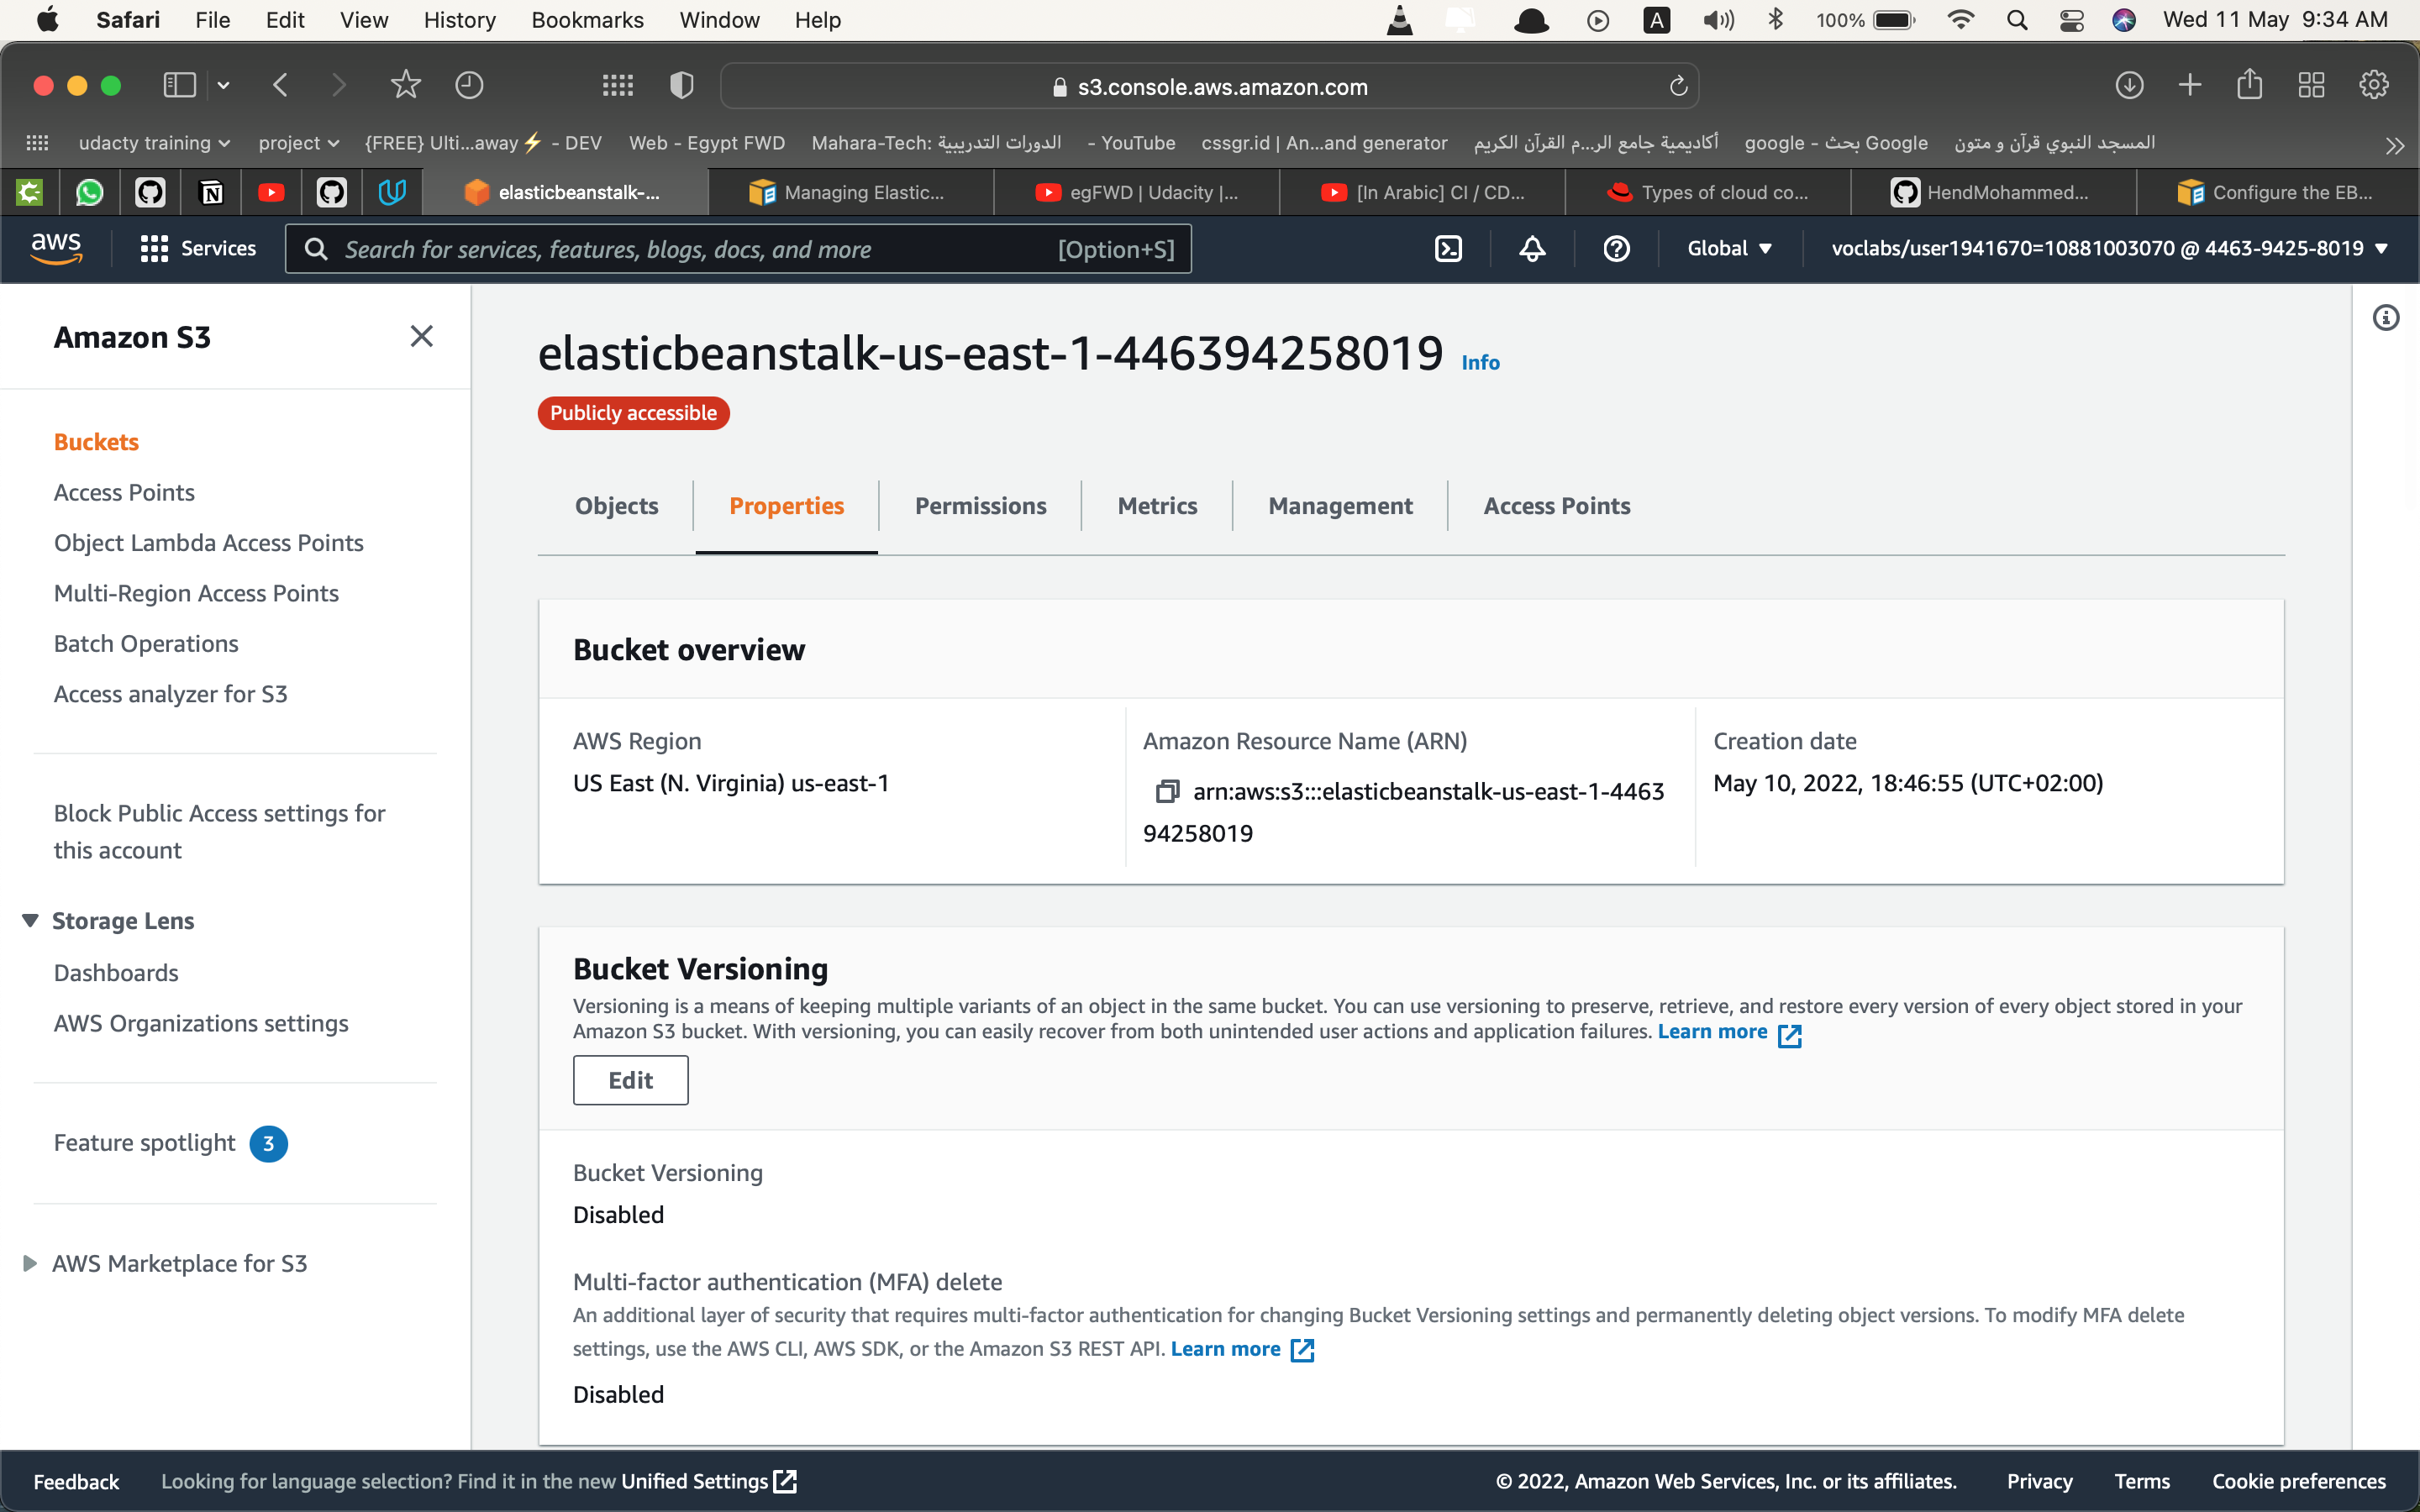 Safari File Edit View History Bookmarks Window Help A 100% Wed 11 May 9:34 AM
s3.console.aws.amazon.com
udacty training project {FREE} Ulti...away⚡ - DEV Web - Egypt FWD Mahara-Tech: الدورات التدريبية - YouTube cssgr.id | An...and generator أكاديمية جامع الر...م القرآن الكريم google - بحث Google المسجد النبوي قرآن و متون
elasticbeanstalk-... Managing Elastic... egFWD | Udacity |... [In Arabic] CI / CD... Types of cloud co... HendMohammed... Configure the EB...
aws Services Search for services, features, blogs, docs, and more [Option+S] Global voclabs/user1941670=10881003070 @ 4463-9425-8019
Amazon S3
Buckets
Access Points
Object Lambda Access Points
Multi-Region Access Points
Batch Operations
Access analyzer for S3
Block Public Access settings for
this account
Storage Lens
Dashboards
AWS Organizations settings
Feature spotlight 3
AWS Marketplace for S3
elasticbeanstalk-us-east-1-446394258019 Info
Publicly accessible
Objects Properties Permissions Metrics Management Access Points
Bucket overview
AWS Region
US East (N. Virginia) us-east-1
Amazon Resource Name (ARN)
arn:aws:s3:::elasticbeanstalk-us-east-1-4463
94258019
Creation date
May 10, 2022, 18:46:55 (UTC+02:00)
Bucket Versioning
Versioning is a means of keeping multiple variants of an object in the same bucket. You can use versioning to preserve, retrieve, and restore every version of every object stored in your
Amazon S3 bucket. With versioning, you can easily recover from both unintended user actions and application failures. Learn more
Edit
Bucket Versioning
Disabled
Multi-factor authentication (MFA) delete
An additional layer of security that requires multi-factor authentication for changing Bucket Versioning settings and permanently deleting object versions. To modify MFA delete
settings, use the AWS CLI, AWS SDK, or the Amazon S3 REST API. Learn more
Disabled
Feedback Looking for language selection? Find it in the new Unified Settings © 2022, Amazon Web Services, Inc. or its affiliates. Privacy Terms Cookie preferences